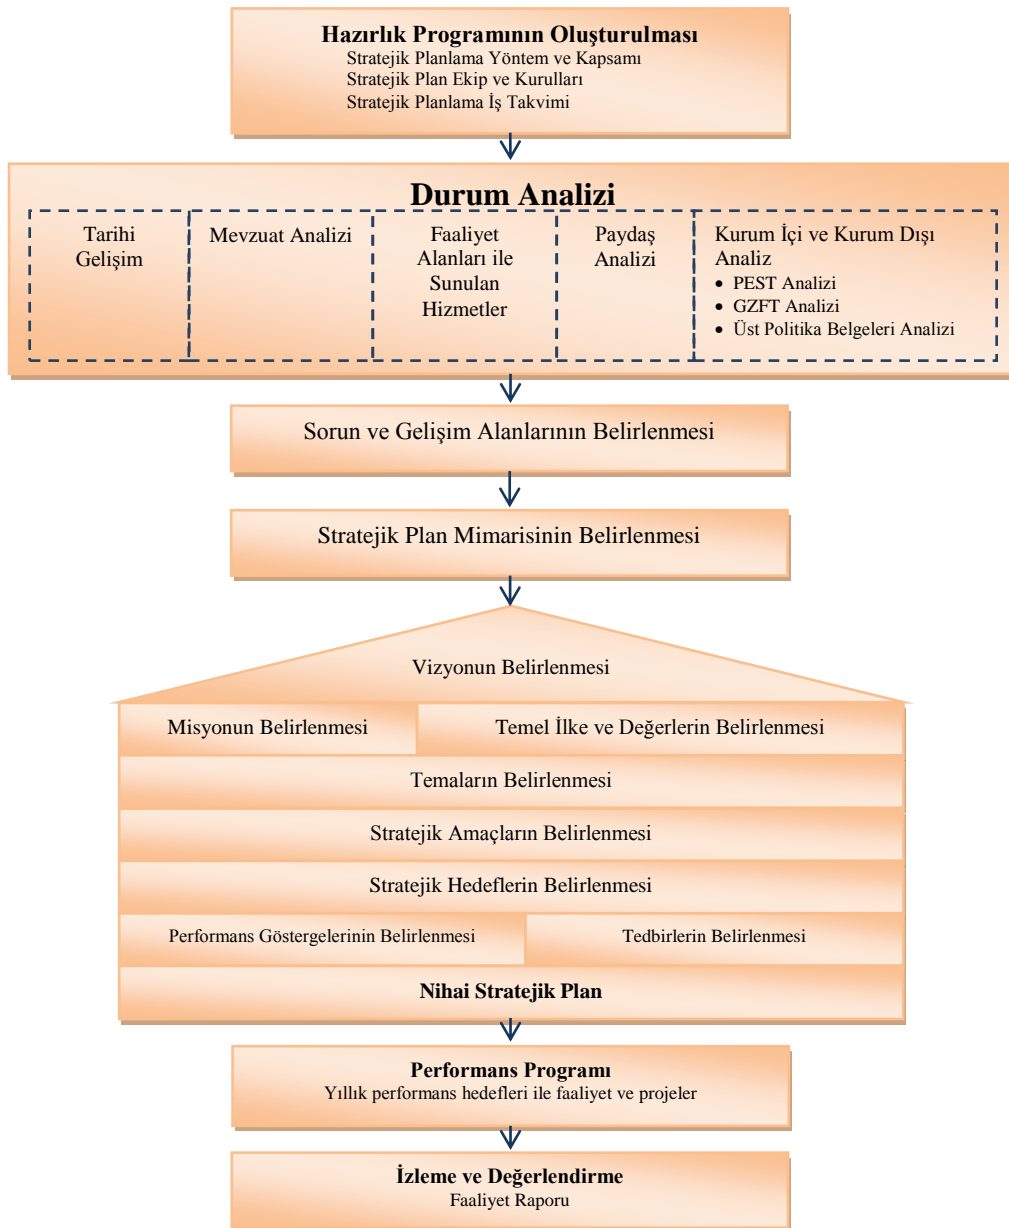 Hazırlık Programının Oluşturulması
Stratejik Planlama Yöntem ve Kapsamı
Stratejik Plan Ekip ve Kurulları
Stratejik Planlama İş Takvimi
Durum Analizi
Tarihi
Gelişim
Mevzuat Analizi
Faaliyet
Alanları ile
Sunulan
Hizmetler
Paydaş
Analizi
Kurum İçi ve Kurum Dışı
Analiz
• PEST Analizi
• GZFT Analizi
• Üst Politika Belgeleri Analizi
Sorun ve Gelişim Alanlarının Belirlenmesi
Stratejik Plan Mimarisinin Belirlenmesi
Vizyonun Belirlenmesi
Misyonun Belirlenmesi
Temel İlke ve Değerlerin Belirlenmesi
Temaların Belirlenmesi
Stratejik Amaçların Belirlenmesi
Stratejik Hedeflerin Belirlenmesi
Performans Göstergelerinin Belirlenmesi
Tedbirlerin Belirlenmesi
Nihai Stratejik Plan
Performans Programı
Yıllık performans hedefleri ile faaliyet ve projeler
İzleme ve Değerlendirme
Faaliyet Raporu